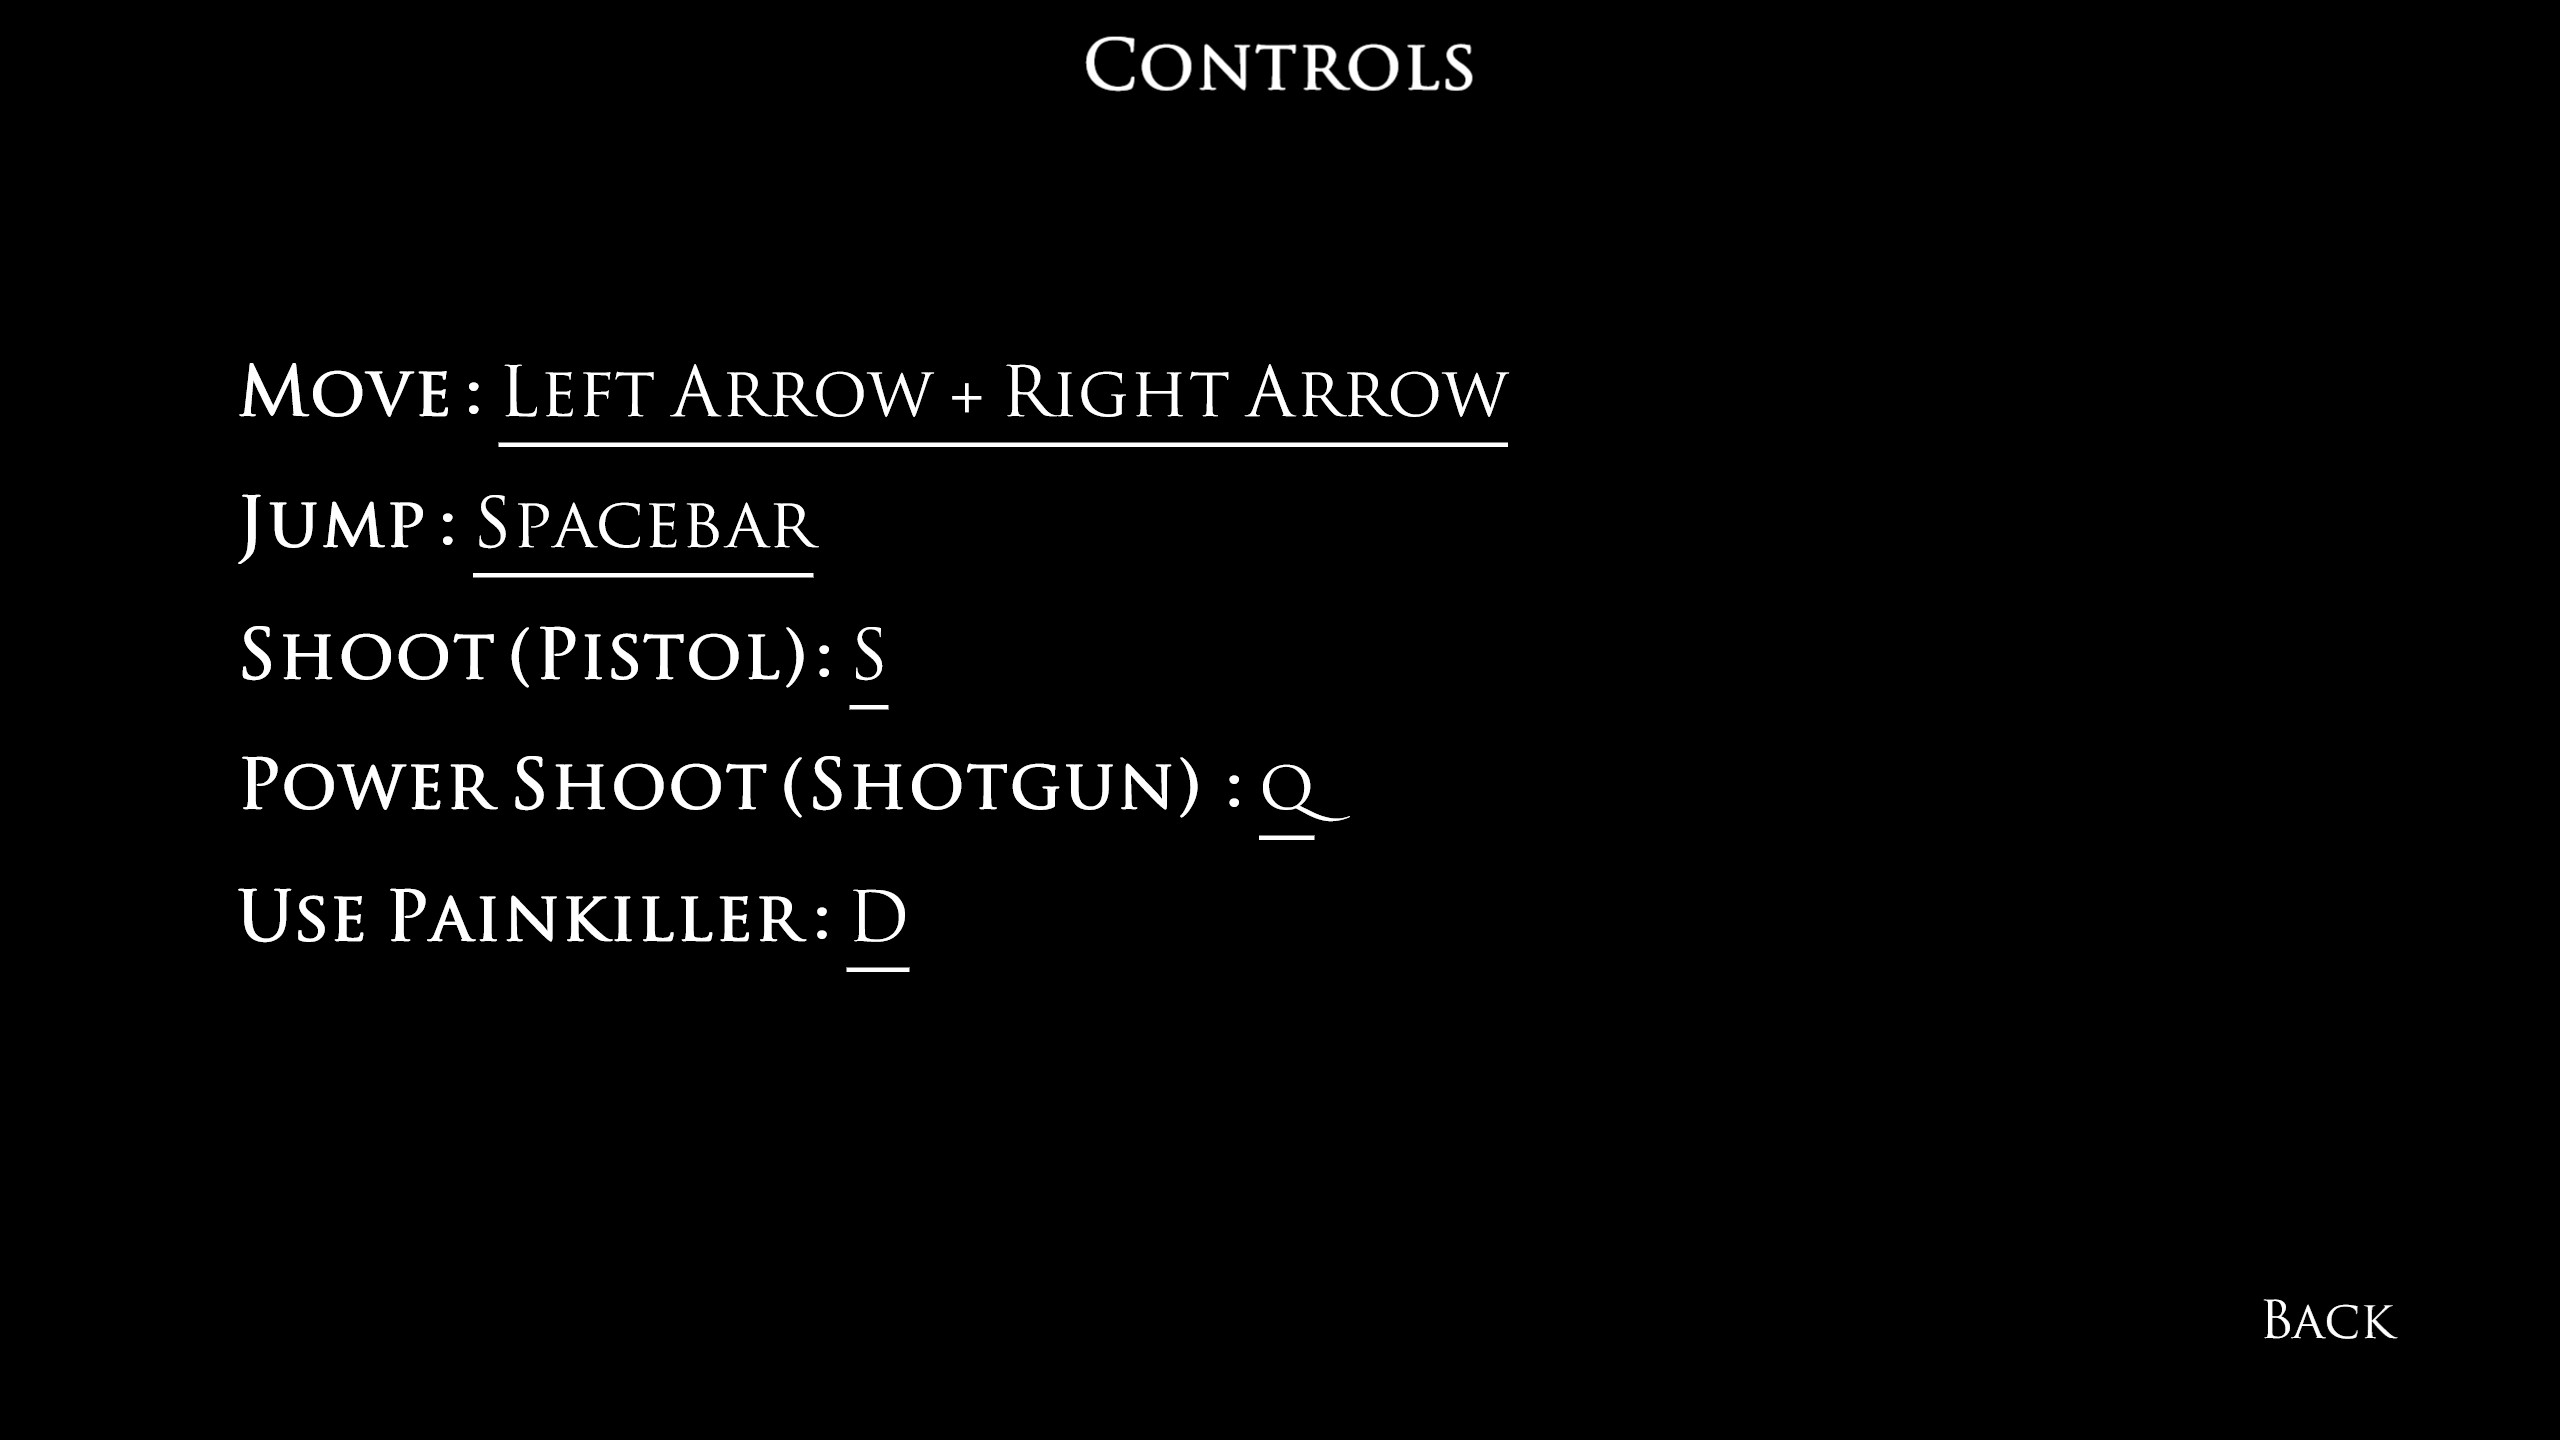 Controls
Move : Left Arrow + Right Arrow
Jump : Spacebar
Shoot (Pistol) : S
Power Shoot (Shotgun) : Q
Use Painkiller : D
Back